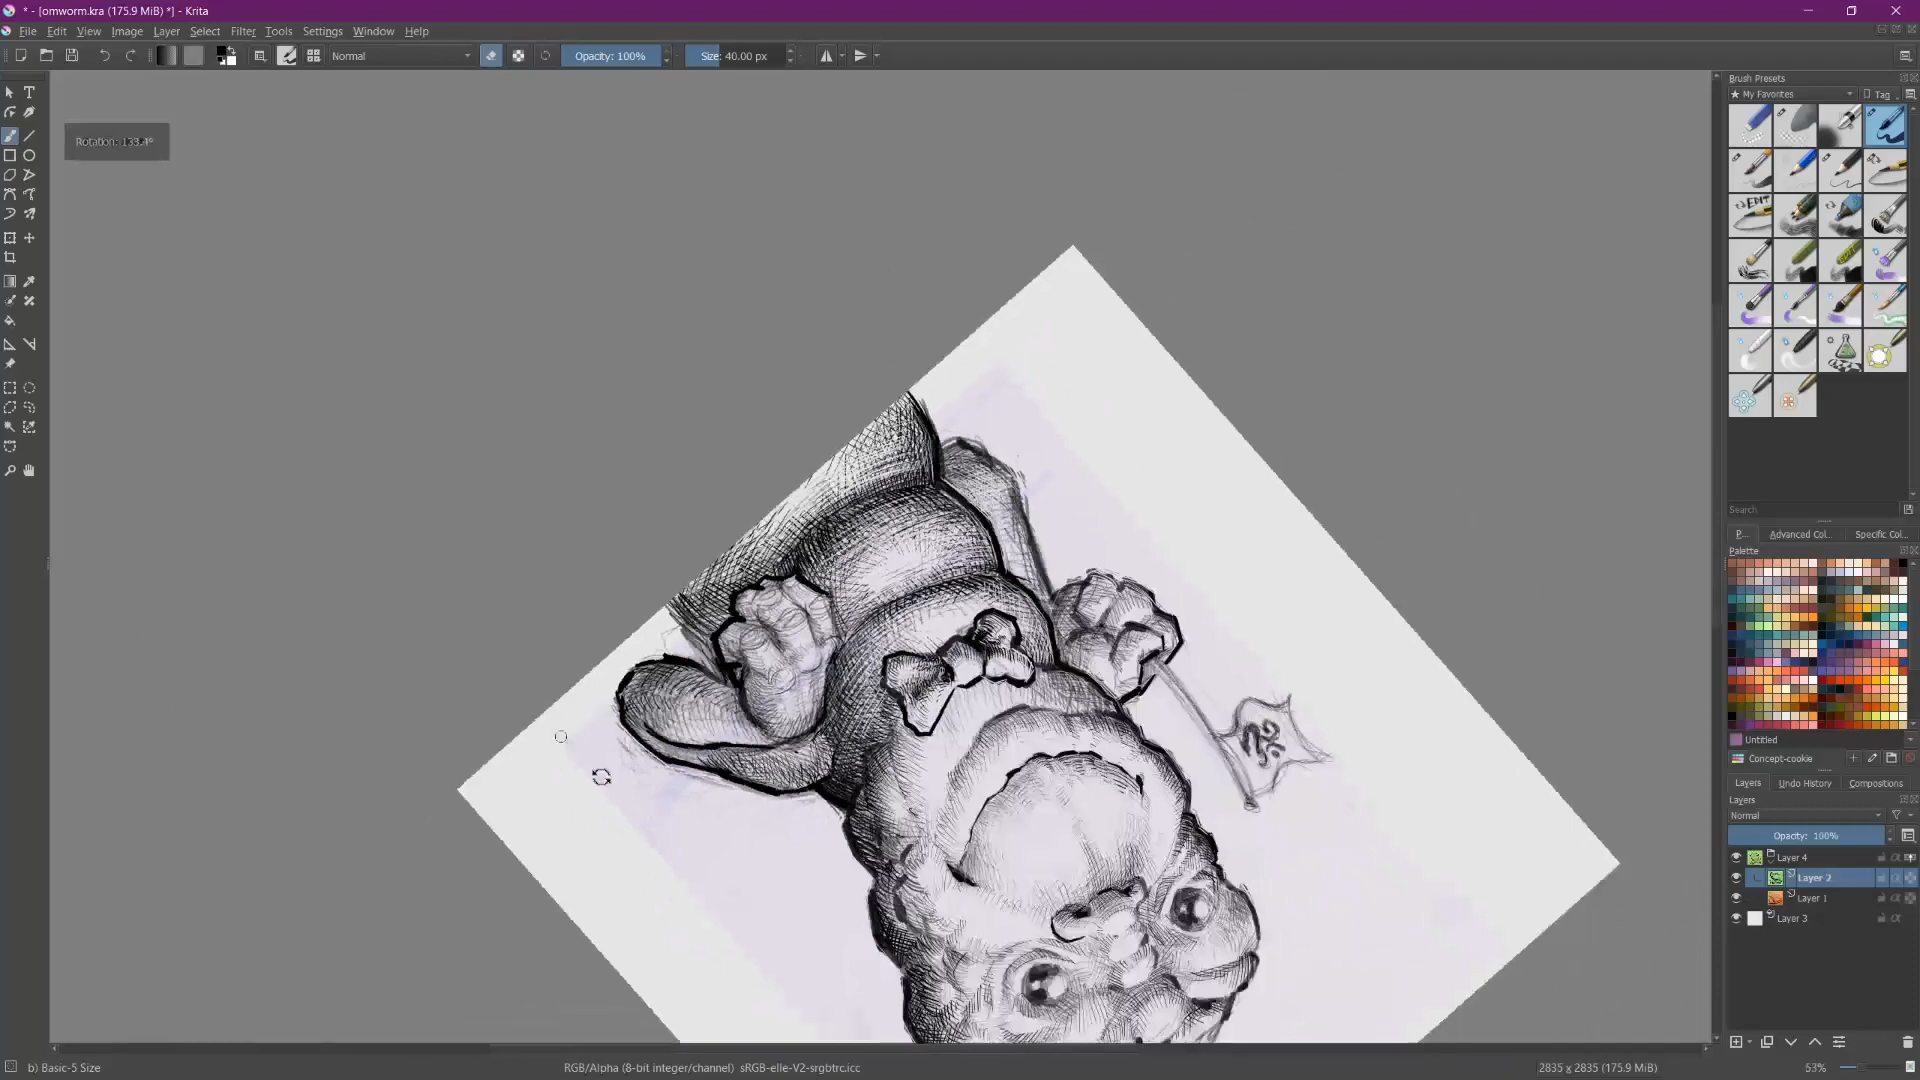 * - [omworm.kra (175.9 MiB) *] - Krita
File Edit View Image Layer Select Filter Tools Settings Window Help
Normal
Opacity: 100%
Size: 40.00 px
Brush Presets
My Favorites
Tag
EDIT
Search
P...
Advanced Col...
Specific Col...
Palette
Untitled
Concept-cookie
Layers
Undo History
Compositions
Layers
Normal
Opacity: 100%
Layer 4
Layer 2
Layer 1
Layer 3
b) Basic-5 Size
RGB/Alpha (8-bit integer/channel) sRGB-elle-V2-srgbtrc.icc
2835 x 2835 (175.9 MiB)
53%